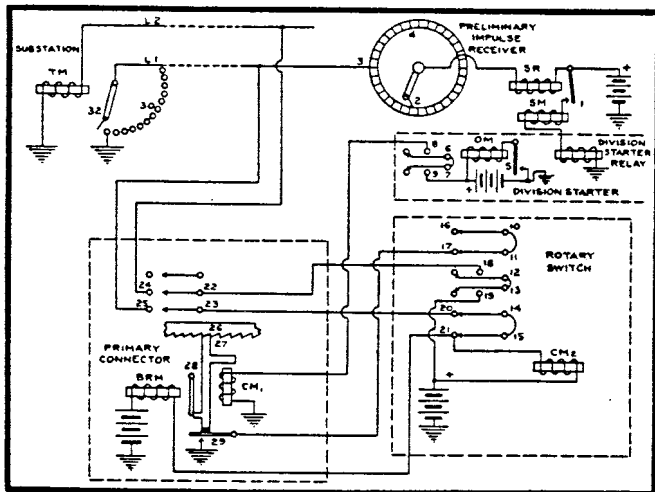 L2
SUBSTATION
TM
L1
32
30
3
4
2
PRELIMINARY
IMPULSE
RECEIVER
SR
SM
1
+
DIVISION
STARTER
RELAY
8
6
7
9
OM
5
+
DIVISION STARTER
16
10
17
11
ROTARY
SWITCH
18
12
13
19
20
14
21
15
+
CM2
24
22
25
23
26
27
PRIMARY
CONNECTOR
BRM
28
CM1
29